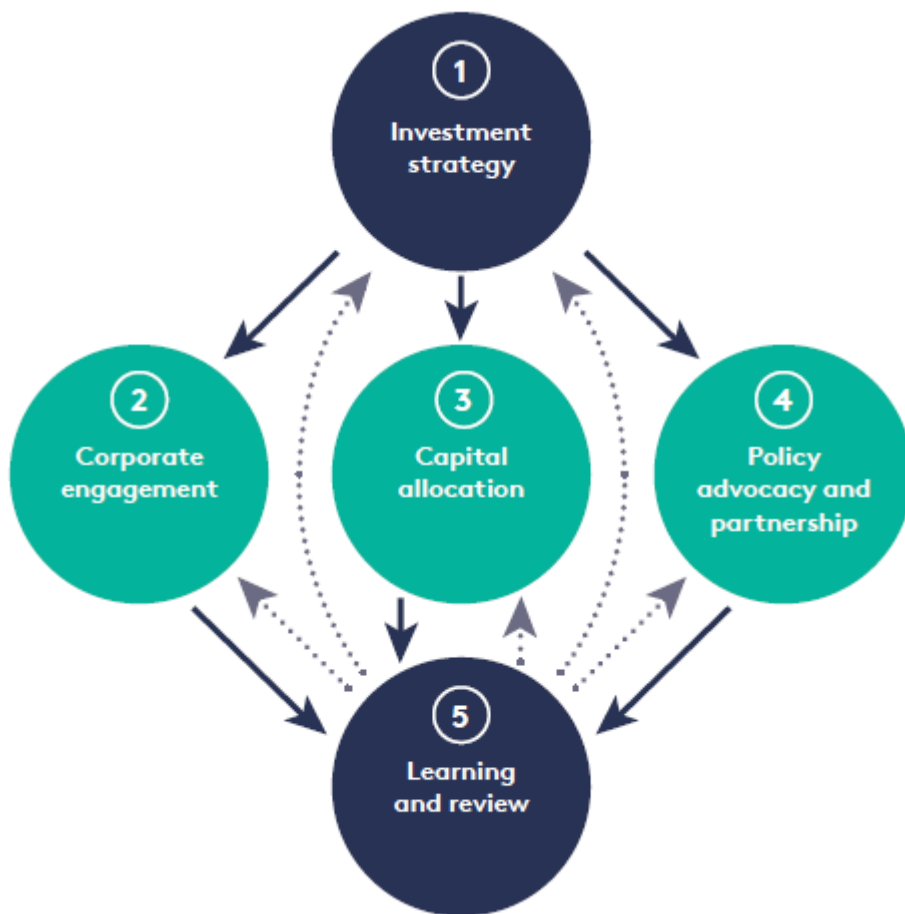 1
Investment
strategy
2
Corporate
engagement
3
Capital
allocation
4
Policy
advocacy and
partnership
5
Learning
and review